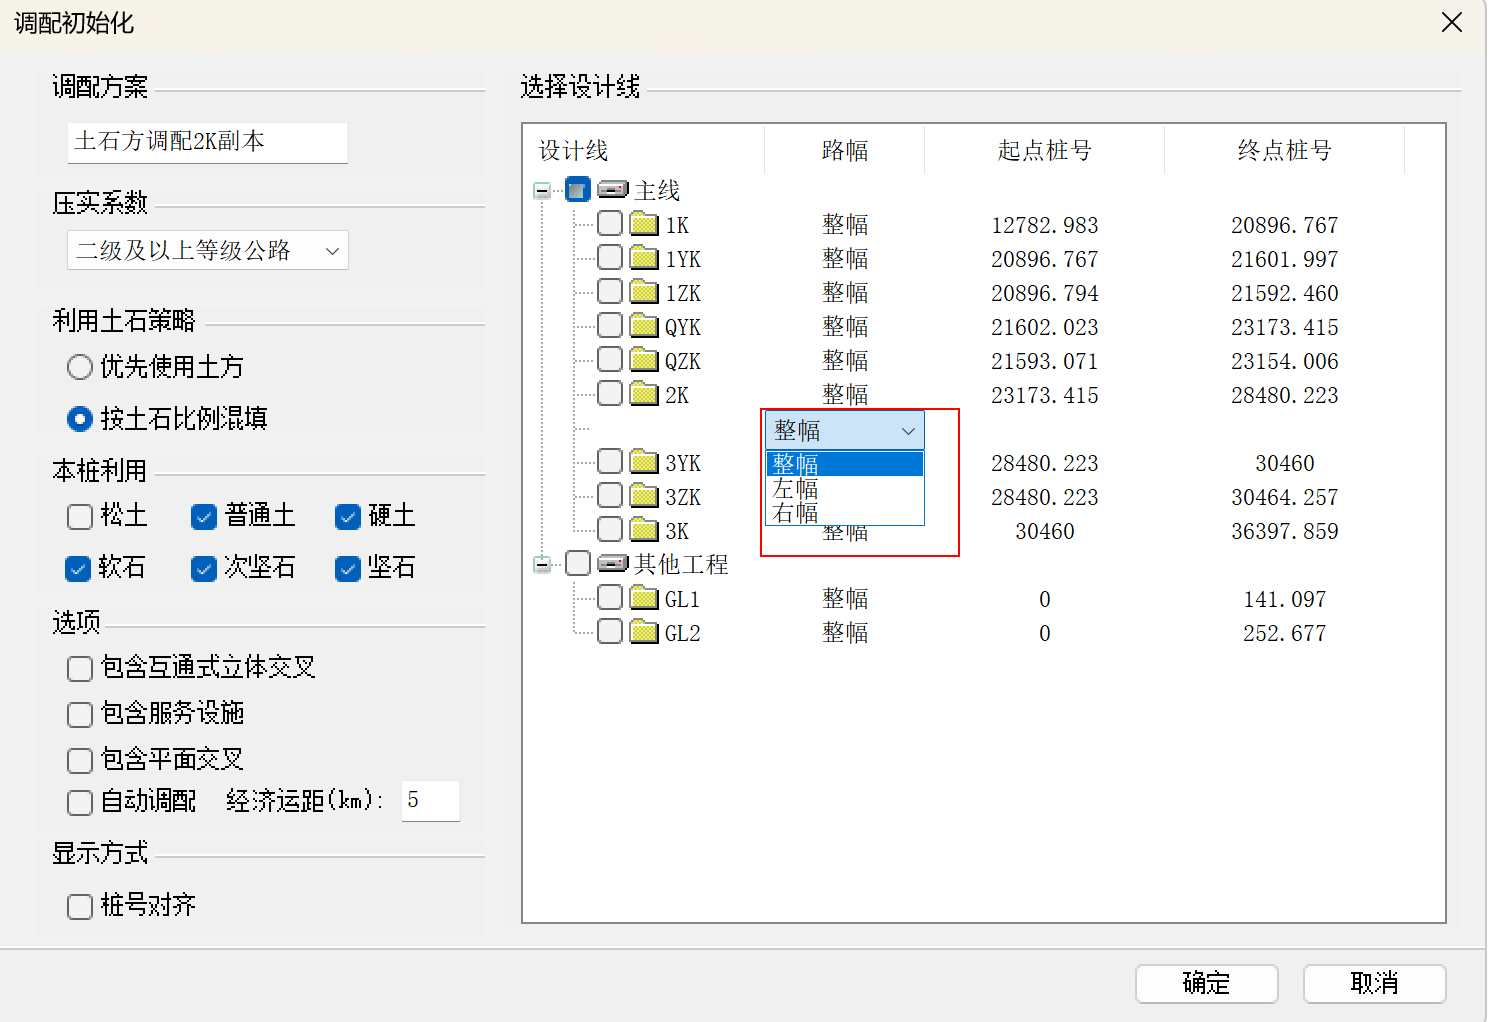 调配初始化
调配方案
土石方调配2K副本
压实系数
二级及以上等级公路
利用土石策略
优先使用土方
按土石比例混填
本桩利用
松土 普通土 硬土
软石 次坚石 坚石
选项
包含互通式立体交叉
包含服务设施
包含平面交叉
自动调配 经济运距(km): 5
显示方式
桩号对齐
选择设计线
设计线 路幅 起点桩号 终点桩号
主线
1K 整幅 12782.983 20896.767
1YK 整幅 20896.767 21601.997
1ZK 整幅 20896.794 21592.460
QYK 整幅 21602.023 23173.415
QZK 整幅 21593.071 23154.006
2K 整幅 23173.415 28480.223
整幅
3YK 整幅 28480.223 30460
3ZK 左幅 28480.223 30464.257
右幅
3K 整幅 30460 36397.859
其他工程
GL1 整幅 0 141.097
GL2 整幅 0 252.677
确定 取消